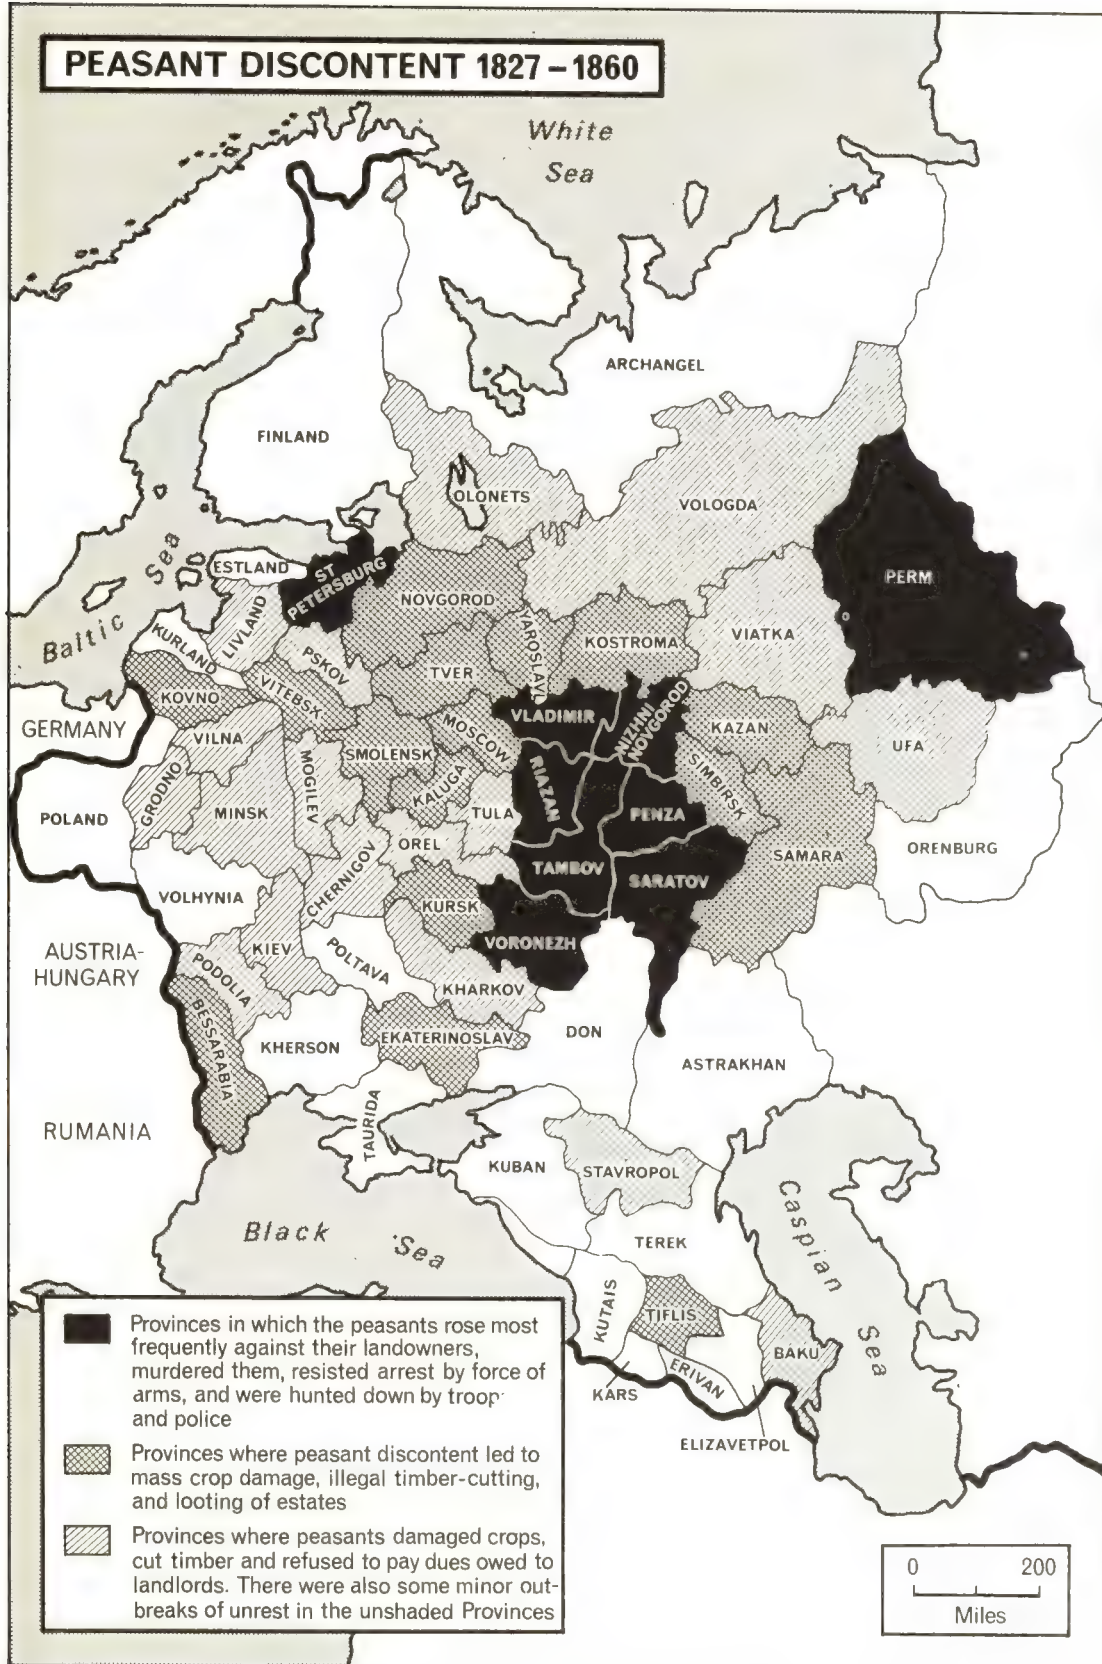 PEASANT DISCONTENT 1827–1860
White
Sea
ARCHANGEL
FINLAND
OLONETS
VOLOGDA
Baltic Sea
ESTLAND
ST
PETERSBURG
PERM
NOVGOROD
LIVLAND
YAROSLAVL
KOSTROMA
VIATKA
KURLAND
PSKOV
TVER
KOVNO
VITEBSK
VLADIMIR
NIZHNI
NOVGOROD
GERMANY
VILNA
MOSCOW
KAZAN
UFA
SMOLENSK
SIMBIRSK
MOGILEV
KALUGA
RIAZAN
GRODNO
MINSK
TULA
PENZA
POLAND
OREL
SAMARA
ORENBURG
TAMBOV
SARATOV
CHERNIGOV
VOLHYNIA
KURSK
VORONEZH
AUSTRIA-
HUNGARY
KIEV
POLTAVA
PODOLIA
KHARKOV
BESSARABIA
KHERSON
EKATERINOSLAV
DON
ASTRAKHAN
RUMANIA
TAURIDA
KUBAN
STAVROPOL
Black Sea
Caspian Sea
TEREK
KUTAIS
TIFLIS
BAKU
ERIVAN
KARS
ELIZAVETPOL
Provinces in which the peasants rose most
frequently against their landowners,
murdered them, resisted arrest by force of
arms, and were hunted down by troop
and police
Provinces where peasant discontent led to
mass crop damage, illegal timber-cutting,
and looting of estates
Provinces where peasants damaged crops,
cut timber and refused to pay dues owed to
landlords. There were also some minor out-
breaks of unrest in the unshaded Provinces
0 200
Miles